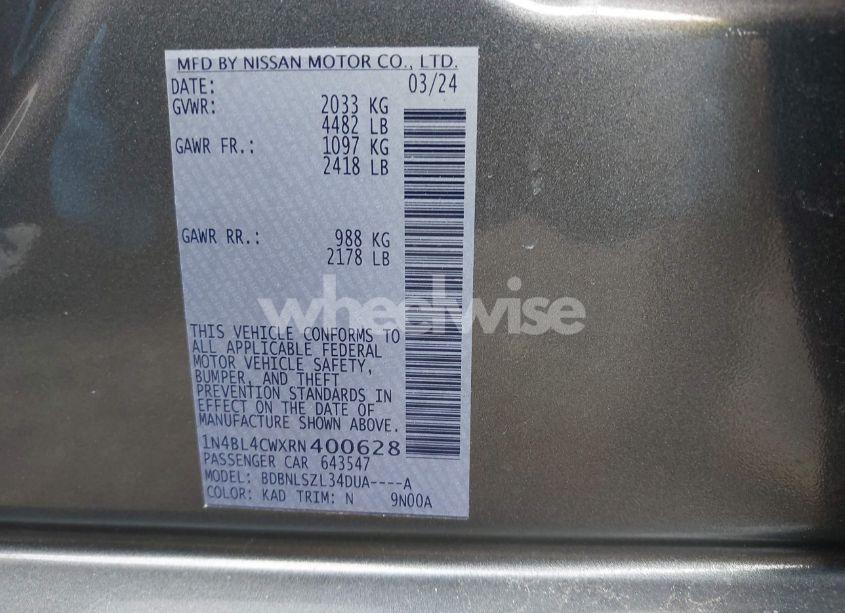 MFD BY NISSAN MOTOR CO., LTD.
DATE: 03/24
GVWR: 2033 KG
4482 LB
GAWR FR.: 1097 KG
2418 LB
GAWR RR.: 988 KG
2178 LB
wheelwise
THIS VEHICLE CONFORMS TO
ALL APPLICABLE FEDERAL
MOTOR VEHICLE SAFETY,
BUMPER, AND THEFT
PREVENTION STANDARDS IN
EFFECT ON THE DATE OF
MANUFACTURE SHOWN ABOVE.
1N4BL4CWXRN400628
PASSENGER CAR 643547
MODEL: BDBNLSZL34DUA----A
COLOR: KAD TRIM: N 9N00A